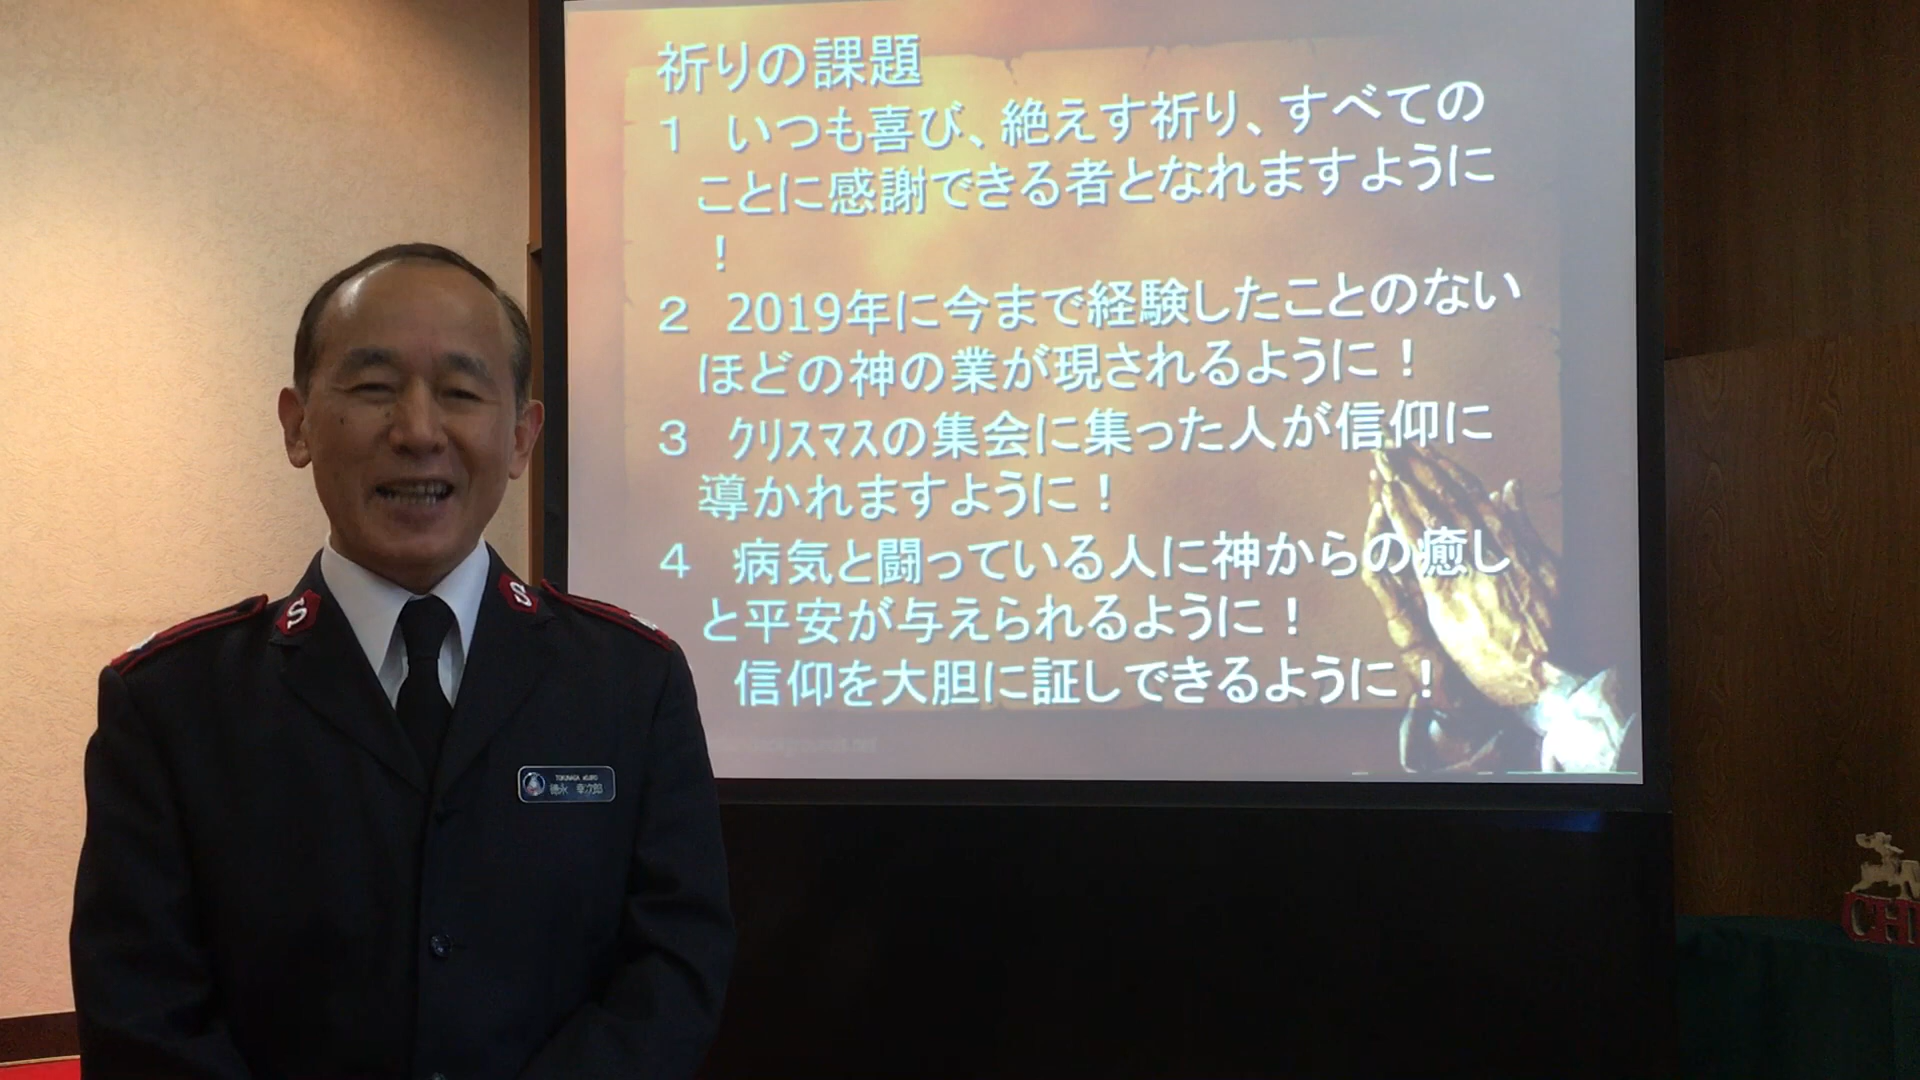 祈りの課題
１　いつも喜び、絶えす祈り、すべての
ことに感謝できる者となれますように
！
２　2019年に今まで経験したことのない
ほどの神の業が現されるように！
３　ｸﾘｽﾏｽの集会に集った人が信仰に
導かれますように！
４　病気と闘っている人に神からの癒し
と平安が与えられるように！
信仰を大胆に証しできるように！
S S
徳永　幸次郎
CH